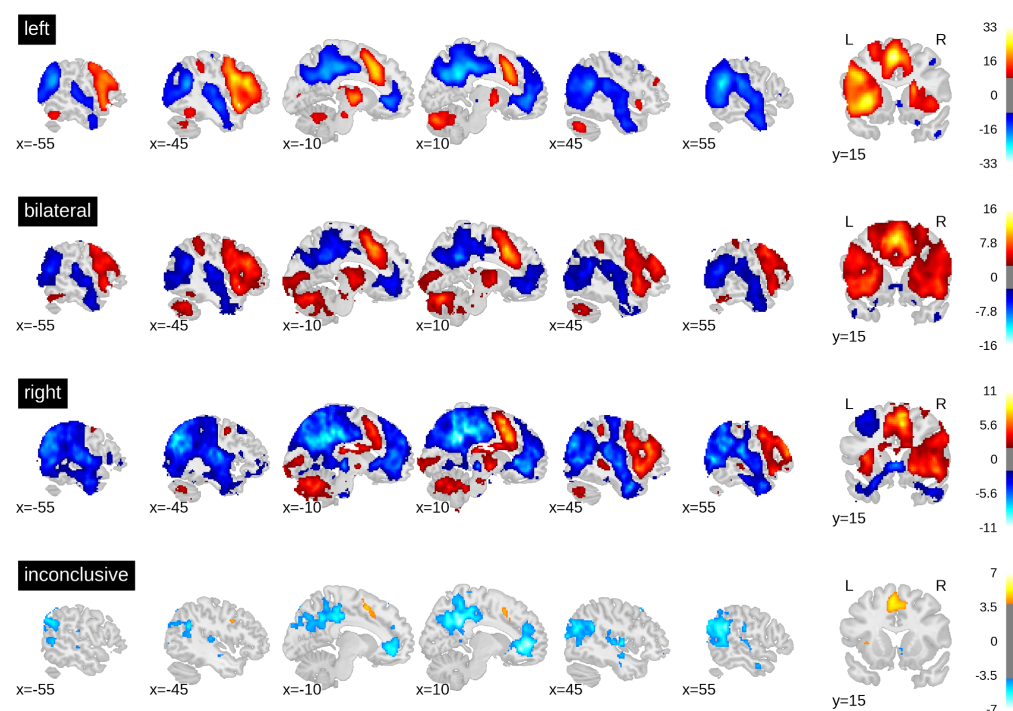 left
L R
33
16
0
-16
-33
x=-55 x=-45 x=-10 x=10 x=45 x=55 y=15
bilateral
L R
16
7.8
0
-7.8
-16
x=-55 x=-45 x=-10 x=10 x=45 x=55 y=15
right
L R
11
5.6
0
-5.6
-11
x=-55 x=-45 x=-10 x=10 x=45 x=55 y=15
inconclusive
L R
7
3.5
0
-3.5
-7
x=-55 x=-45 x=-10 x=10 x=45 x=55 y=15